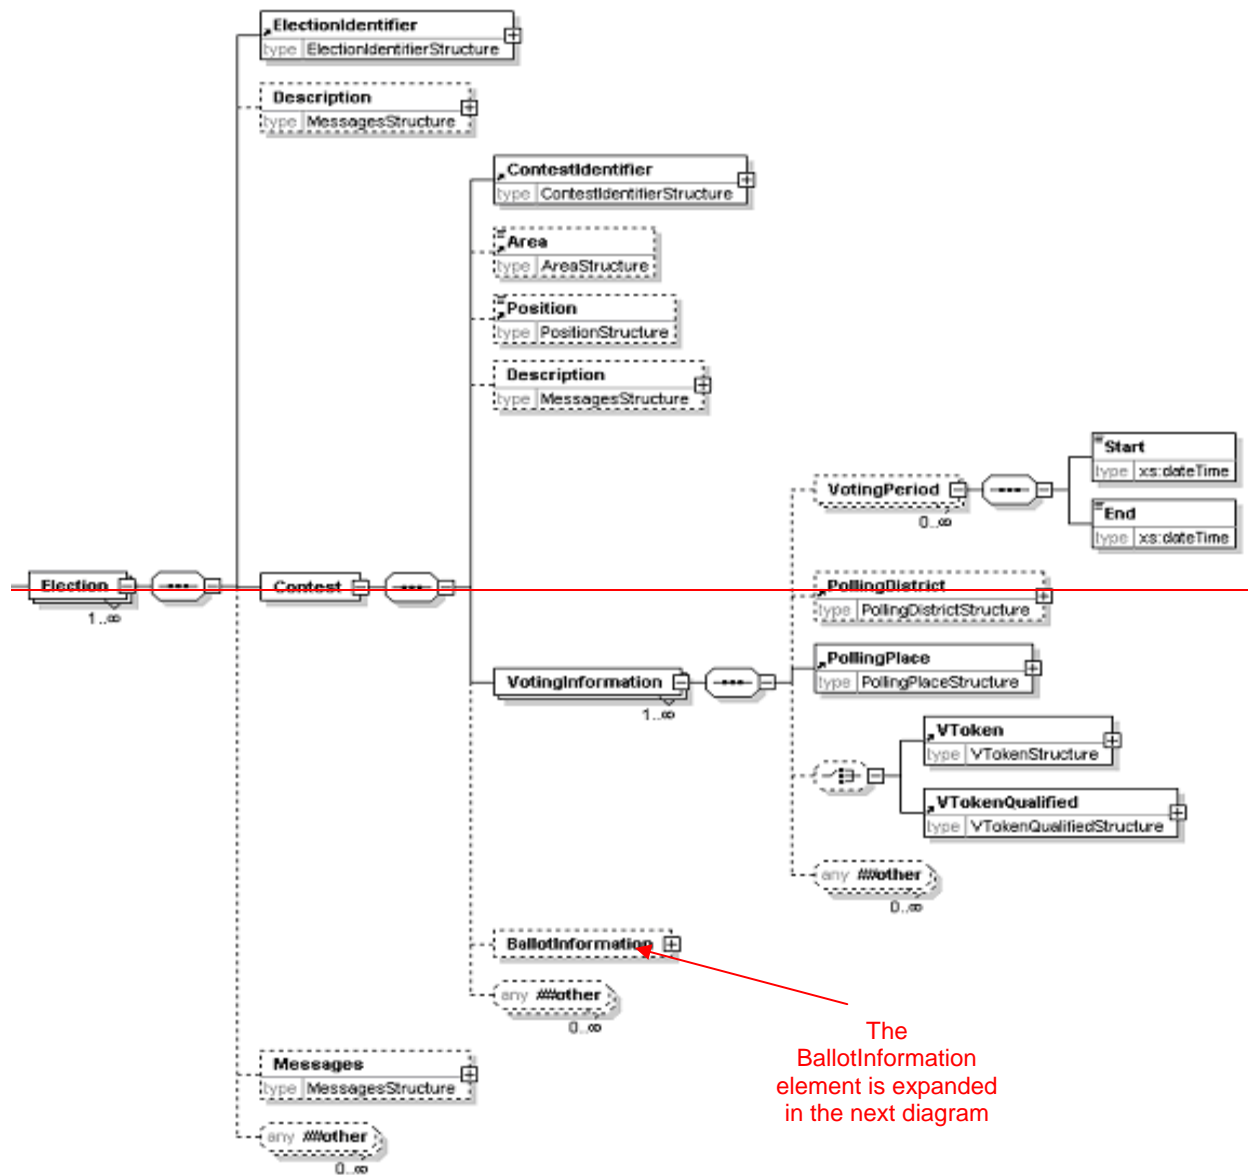 ElectionIdentifier
type ElectionIdentifierStructure
Description
type MessagesStructure
ContestIdentifier
type ContestIdentifierStructure
Area
type AreaStructure
Position
type PositionStructure
Description
type MessagesStructure
Start
type xs:dateTime
VotingPeriod
0..∞
End
type xs:dateTime
Election
1..∞
Contest
PollingDistrict
type PollingDistrictStructure
PollingPlace
type PollingPlaceStructure
VotingInformation
1..∞
VToken
type VTokenStructure
VTokenQualified
type VTokenQualifiedStructure
any ##other
0..∞
BallotInformation
any ##other
0..∞
The
BallotInformation
element is expanded
in the next diagram
Messages
type MessagesStructure
any ##other
0..∞